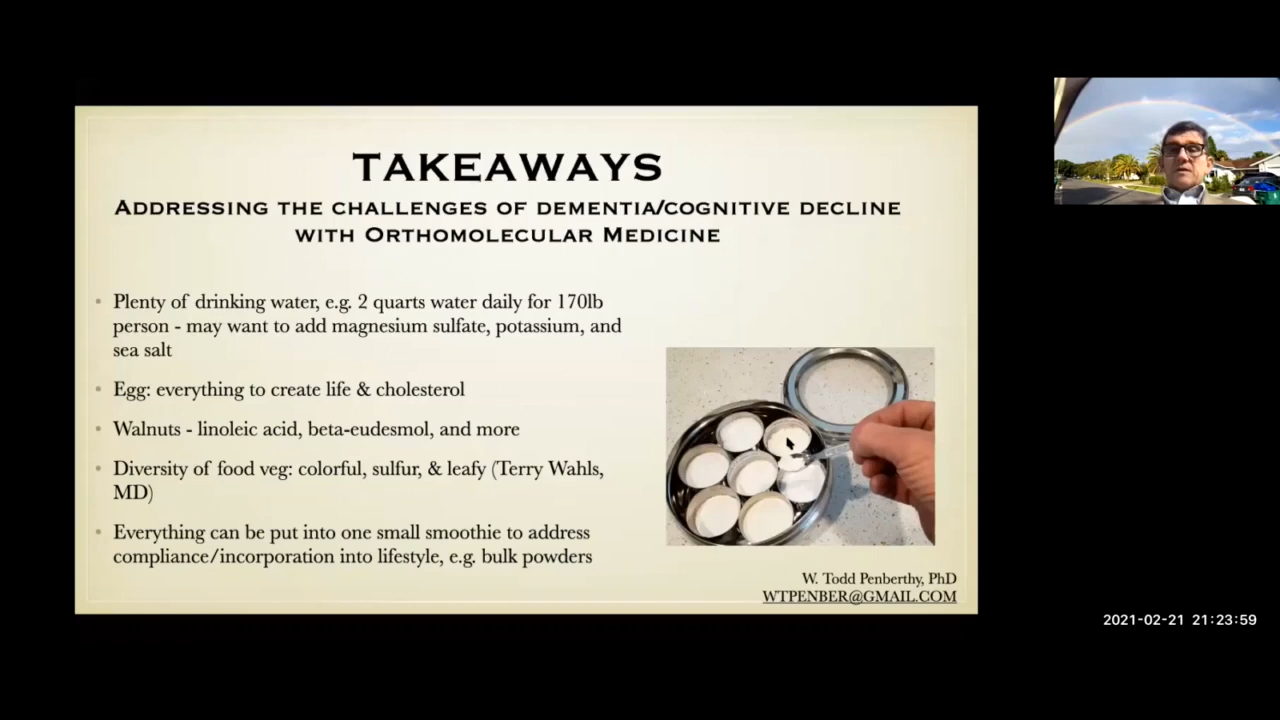 TAKEAWAYS
ADDRESSING THE CHALLENGES OF DEMENTIA/COGNITIVE DECLINE
WITH ORTHOMOLECULAR MEDICINE
• Plenty of drinking water, e.g. 2 quarts water daily for 170lb
person - may want to add magnesium sulfate, potassium, and
sea salt
• Egg: everything to create life & cholesterol
• Walnuts - linoleic acid, beta-eudesmol, and more
• Diversity of food veg: colorful, sulfur, & leafy (Terry Wahls,
MD)
• Everything can be put into one small smoothie to address
compliance/incorporation into lifestyle, e.g. bulk powders
W. Todd Penberthy, PhD
WTPENBER@GMAIL.COM
2021-02-21 21:23:59